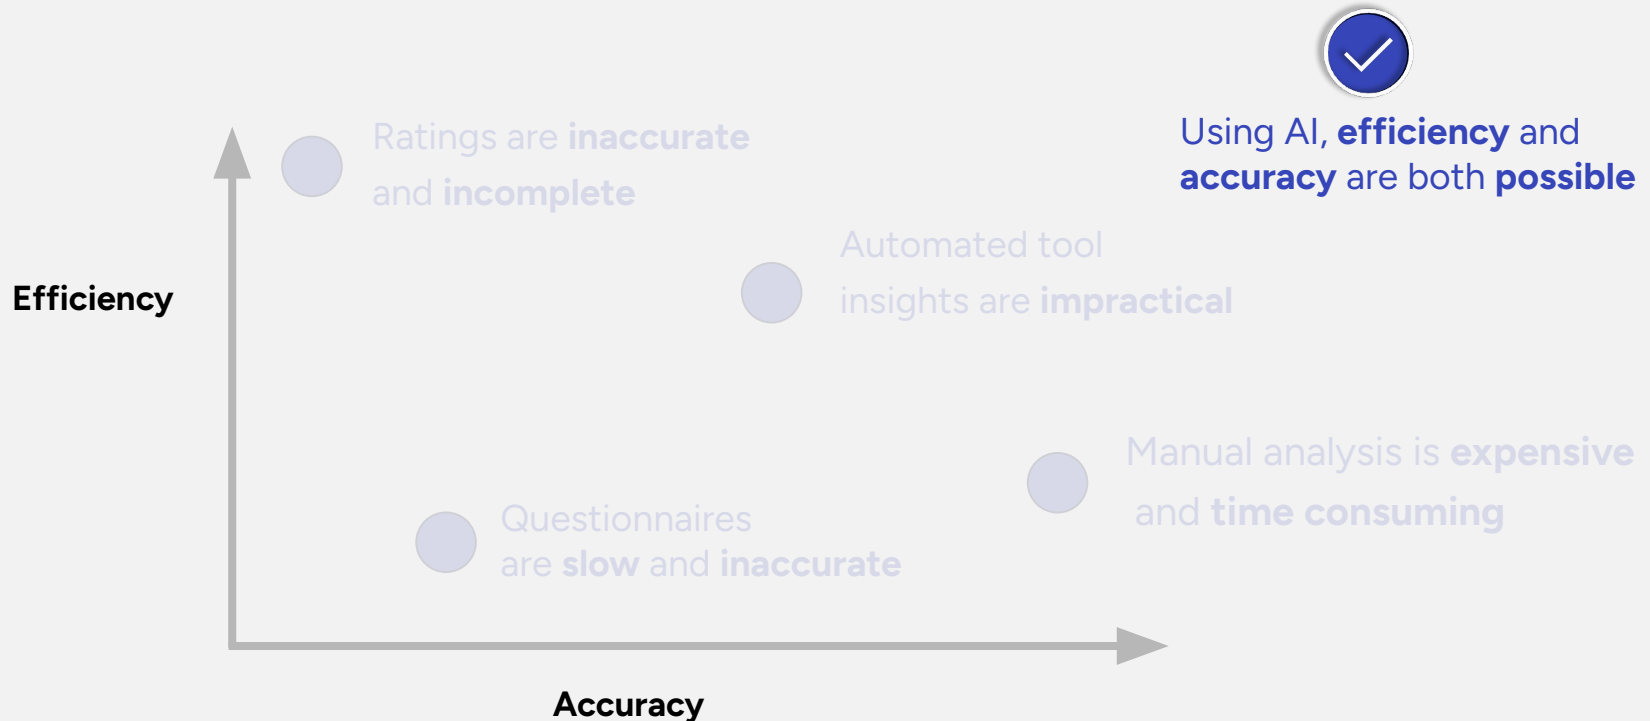 Using AI, efficiency and
accuracy are both possible
Ratings are inaccurate
and incomplete
Automated tool
insights are impractical
Efficiency
Manual analysis is expensive
and time consuming
Questionnaires
are slow and inaccurate
Accuracy